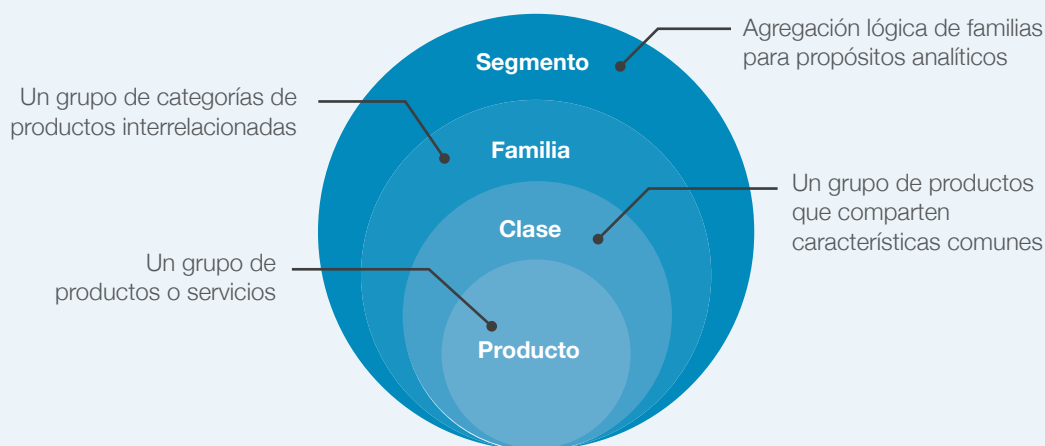 Segmento
Agregación lógica de familias
para propósitos analíticos
Un grupo de categorías de
productos interrelacionadas
Familia
Un grupo de productos
que comparten
características comunes
Clase
Un grupo de
productos o servicios
Producto